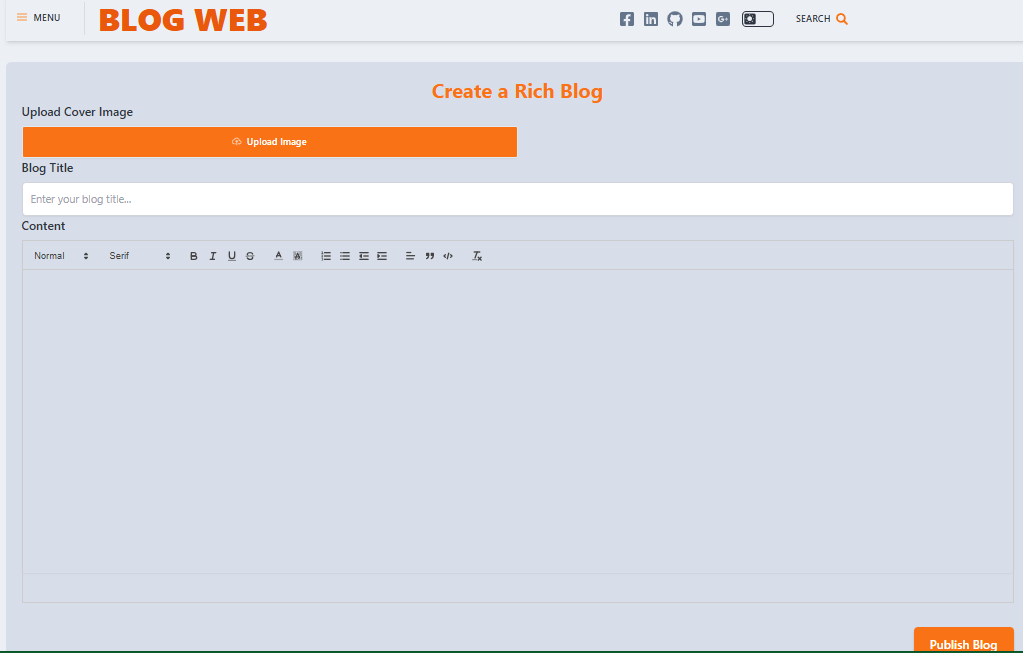 MENU
BLOG WEB
SEARCH
Create a Rich Blog
Upload Cover Image
Upload Image
Blog Title
Enter your blog title...
Content
Normal Serif B I U S A A
Publish Blog